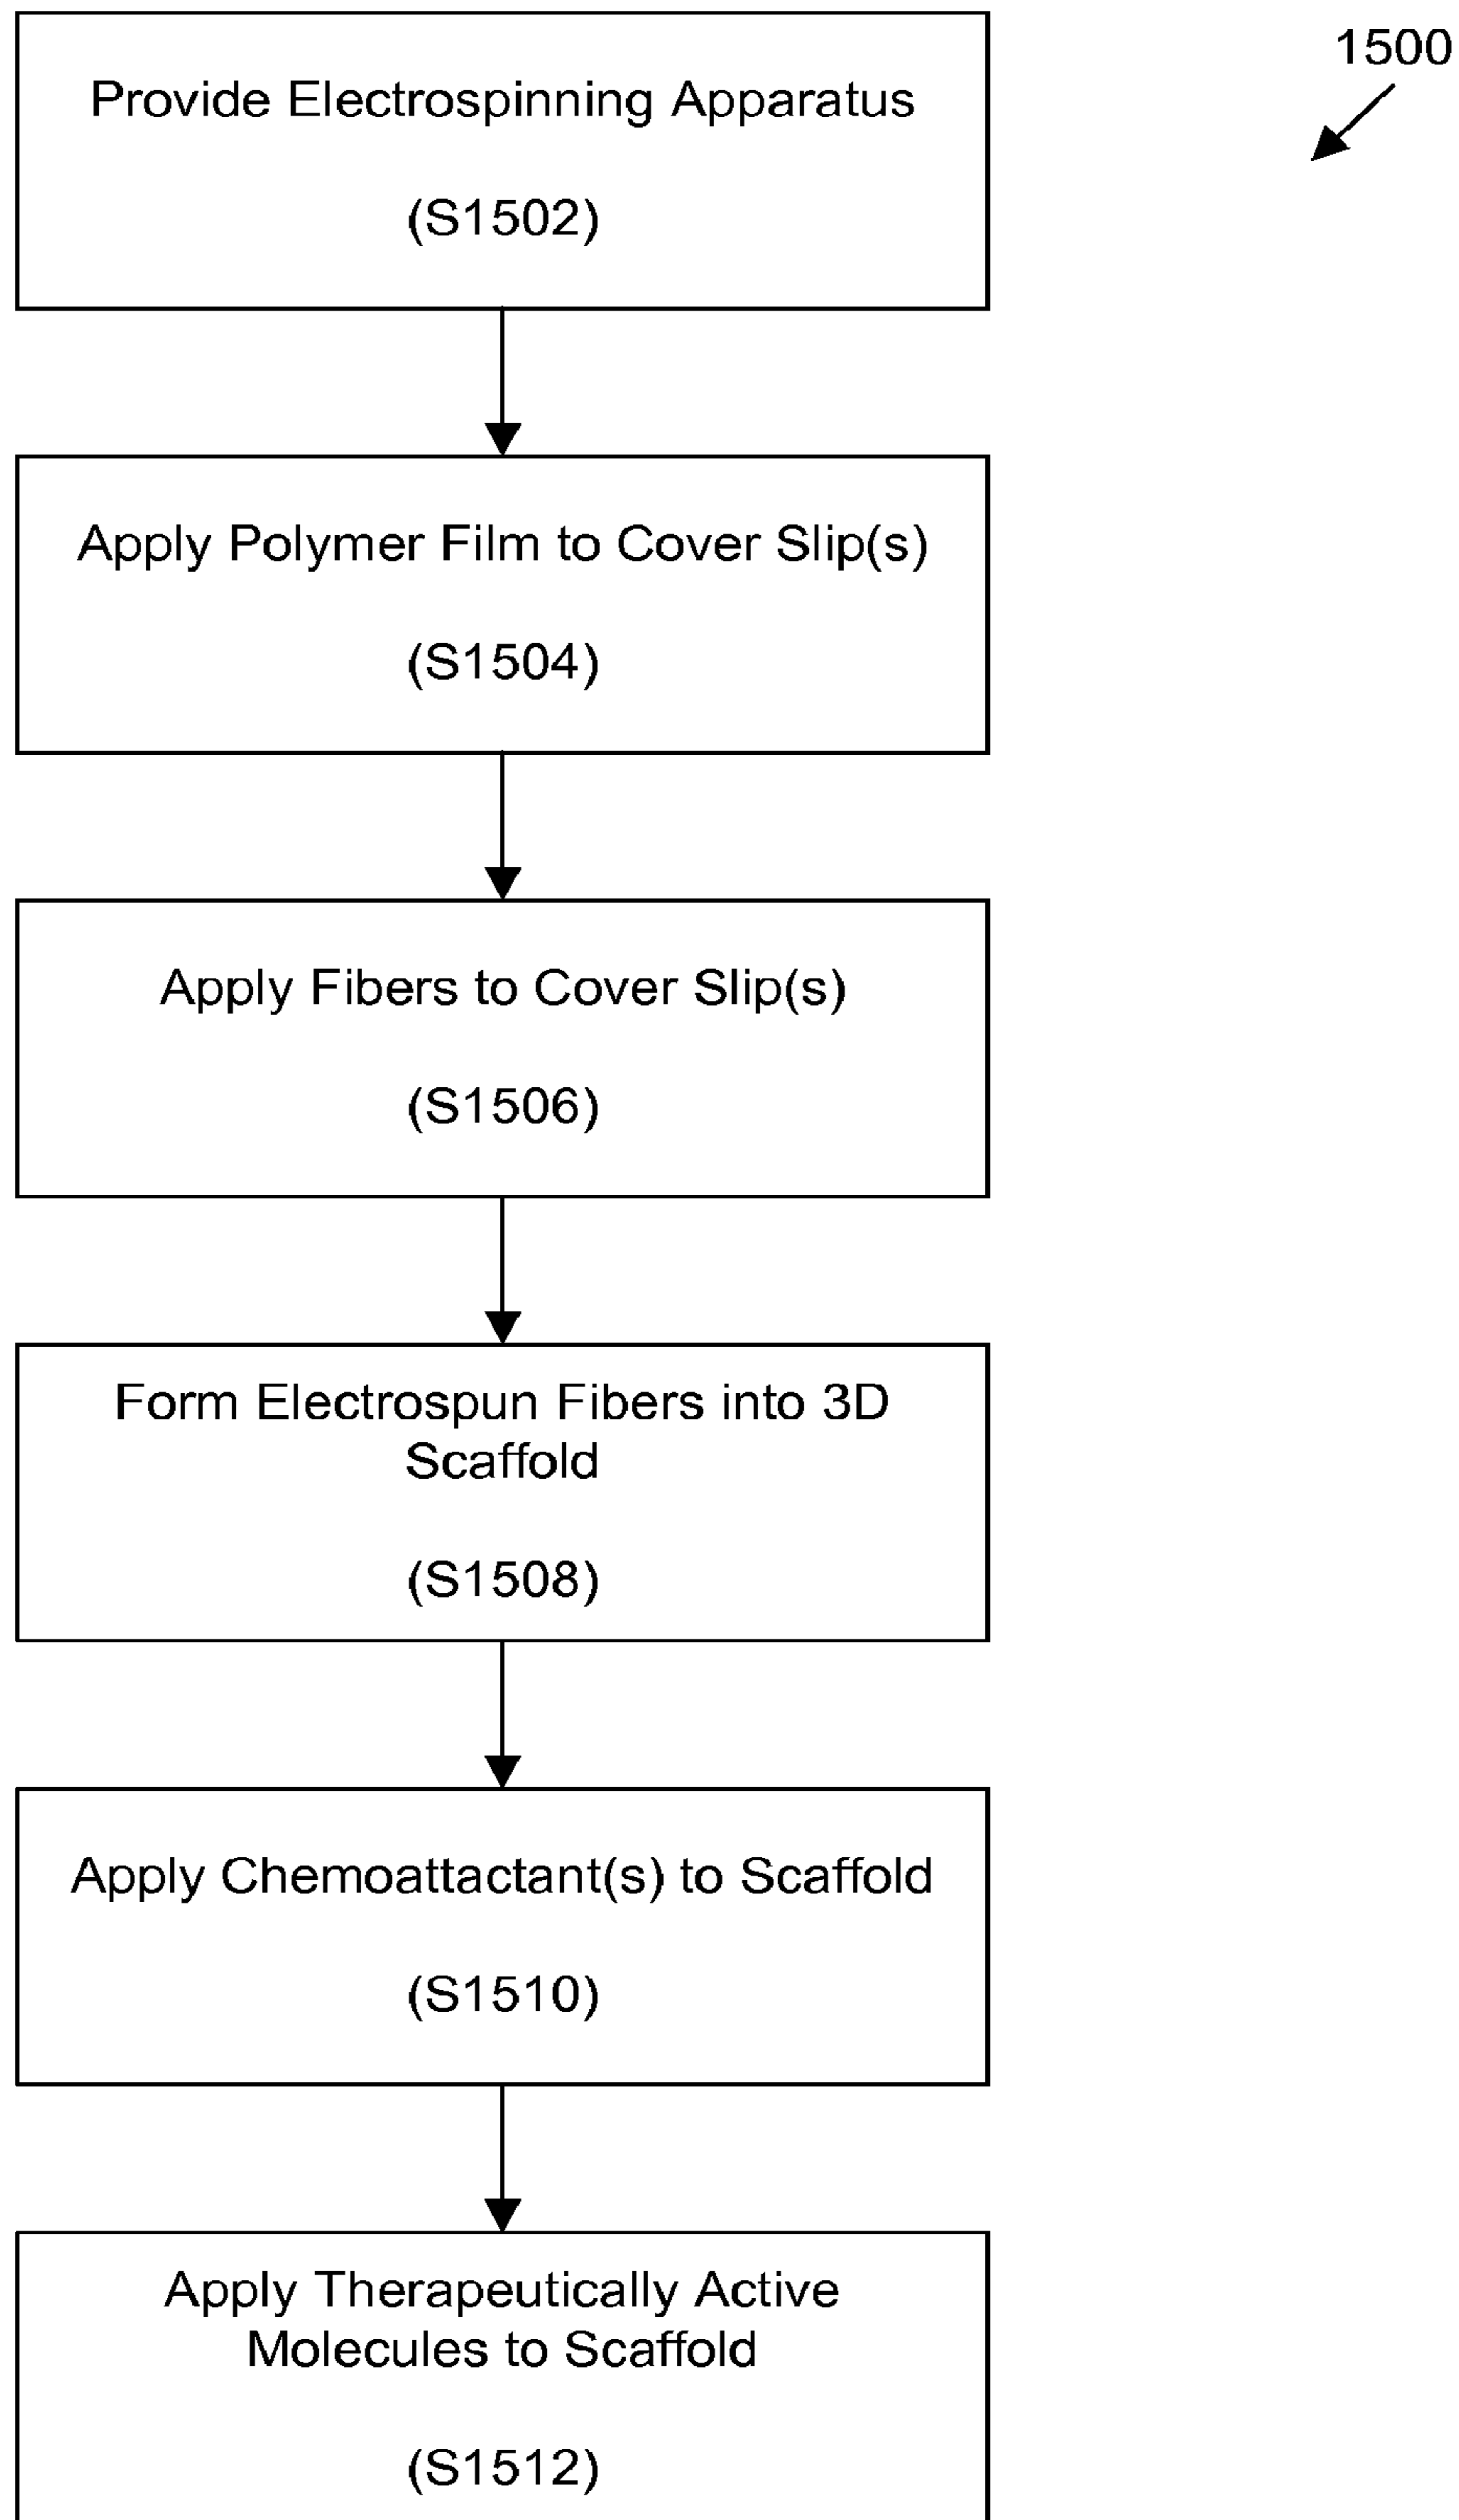 1500
Provide Electrospinning Apparatus
(S1502)
Apply Polymer Film to Cover Slip(s)
(S1504)
Apply Fibers to Cover Slip(s)
(S1506)
Form Electrospun Fibers into 3D
Scaffold
(S1508)
Apply Chemoattactant(s) to Scaffold
(S1510)
Apply Therapeutically Active
Molecules to Scaffold
(S1512)